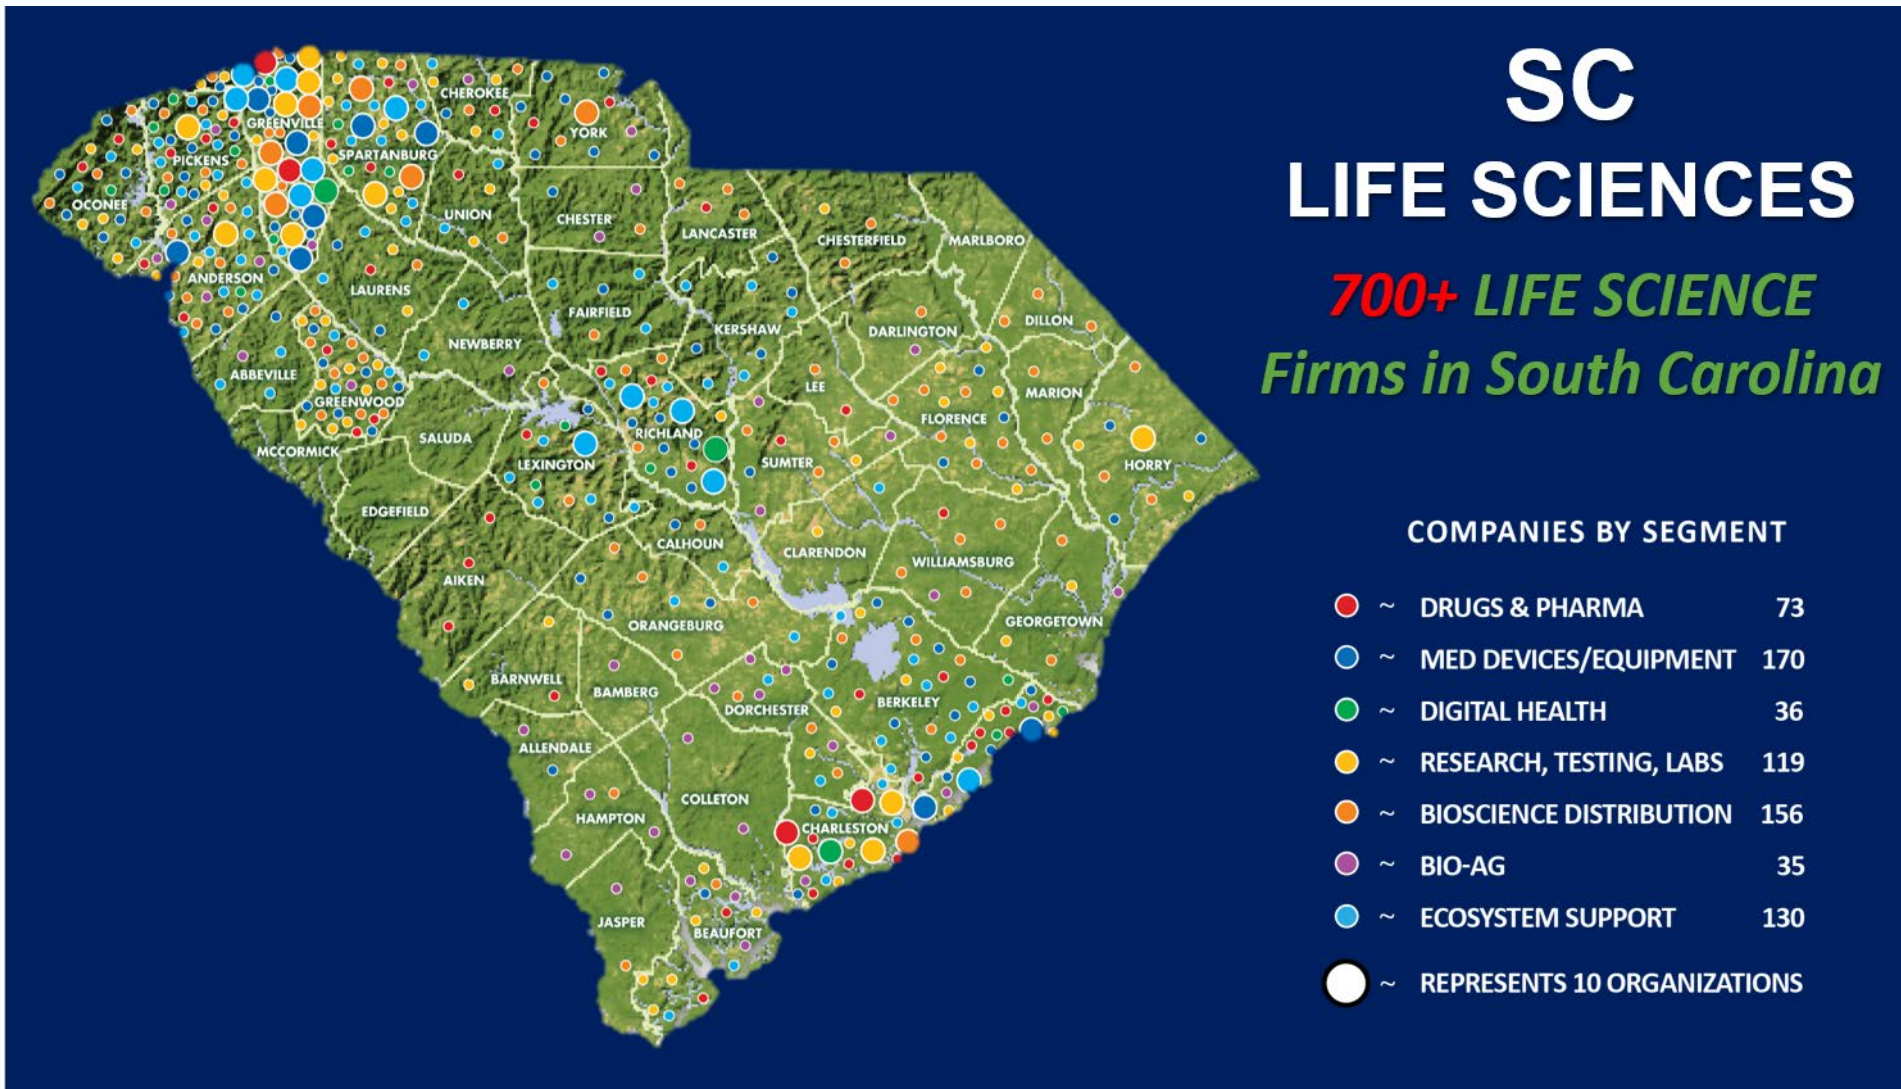 SC
LIFE SCIENCES
700+ LIFE SCIENCE
Firms in South Carolina
COMPANIES BY SEGMENT
~ DRUGS & PHARMA 73
~ MED DEVICES/EQUIPMENT 170
~ DIGITAL HEALTH 36
~ RESEARCH, TESTING, LABS 119
~ BIOSCIENCE DISTRIBUTION 156
~ BIO-AG 35
~ ECOSYSTEM SUPPORT 130
~ REPRESENTS 10 ORGANIZATIONS
CHEROKEE
GREENVILLE
YORK
SPARTANBURG
PICKENS
OCONEE
UNION
CHESTER
LANCASTER
CHESTERFIELD
MARLBORO
ANDERSON
LAURENS
FAIRFIELD
KERSHAW
DARLINGTON
DILLON
NEWBERRY
ABBEVILLE
LEE
MARION
GREENWOOD
FLORENCE
RICHLAND
SALUDA
MCCORMICK
LEXINGTON
SUMTER
HORRY
EDGEFIELD
CALHOUN
CLARENDON
WILLIAMSBURG
AIKEN
ORANGEBURG
GEORGETOWN
BARNWELL
BAMBERG
DORCHESTER
BERKELEY
ALLENDALE
COLLETON
HAMPTON
CHARLESTON
JASPER
BEAUFORT